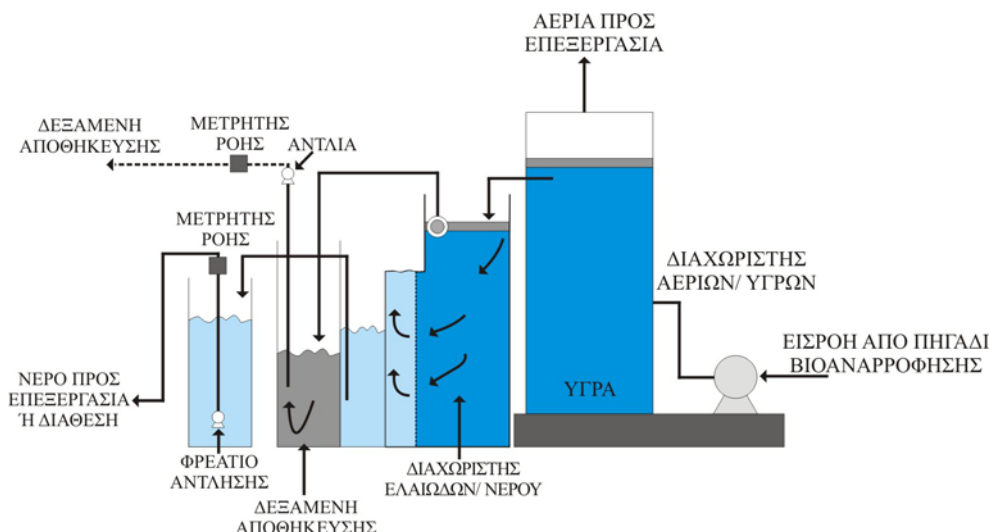 ΑΕΡΙΑ ΠΡΟΣ
ΕΠΕΞΕΡΓΑΣΙΑ
ΔΕΞΑΜΕΝΗ
ΑΠΟΘΗΚΕΥΣΗΣ
ΜΕΤΡΗΤΗΣ
ΡΟΗΣ
ΑΝΤΛΙΑ
ΜΕΤΡΗΤΗΣ
ΡΟΗΣ
ΔΙΑΧΩΡΙΣΤΗΣ
ΑΕΡΙΩΝ/ ΥΓΡΩΝ
ΕΙΣΡΟΗ ΑΠΟ ΠΗΓΑΔΙ
ΒΙΟΑΝΑΡΡΟΦΗΣΗΣ
ΥΓΡΑ
ΝΕΡΟ ΠΡΟΣ
ΕΠΕΞΕΡΓΑΣΙΑ
Ή ΔΙΑΘΕΣΗ
ΦΡΕΑΤΙΟ
ΑΝΤΛΗΣΗΣ
ΔΙΑΧΩΡΙΣΤΗΣ
ΕΛΑΙΩΔΩΝ/ ΝΕΡΟΥ
ΔΕΞΑΜΕΝΗ
ΑΠΟΘΗΚΕΥΣΗΣ